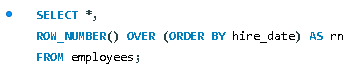 SELECT *,
ROW_NUMBER() OVER (ORDER BY hire_date) AS rn
FROM employees;